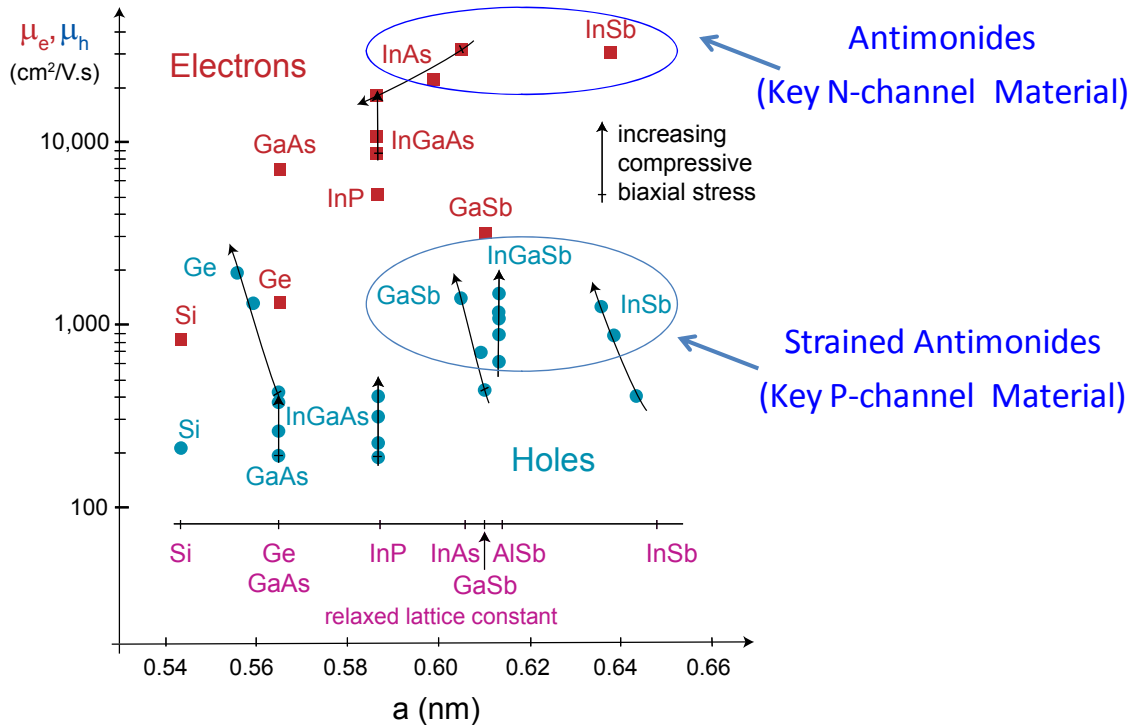 μe,μh
(cm²/V.s)
Electrons
InAs
InSb
Antimonides
(Key N-channel Material)
10,000
GaAs
InGaAs
InP
increasing
compressive
biaxial stress
GaSb
InGaSb
Ge
Ge
GaSb
InSb
Si
1,000
Strained Antimonides
(Key P-channel Material)
Si
InGaAs
GaAs
Holes
100
Si
Ge
GaAs
InP
InAs
AlSb
GaSb
InSb
relaxed lattice constant
0.54
0.56
0.58
0.60
0.62
0.64
0.66
a (nm)